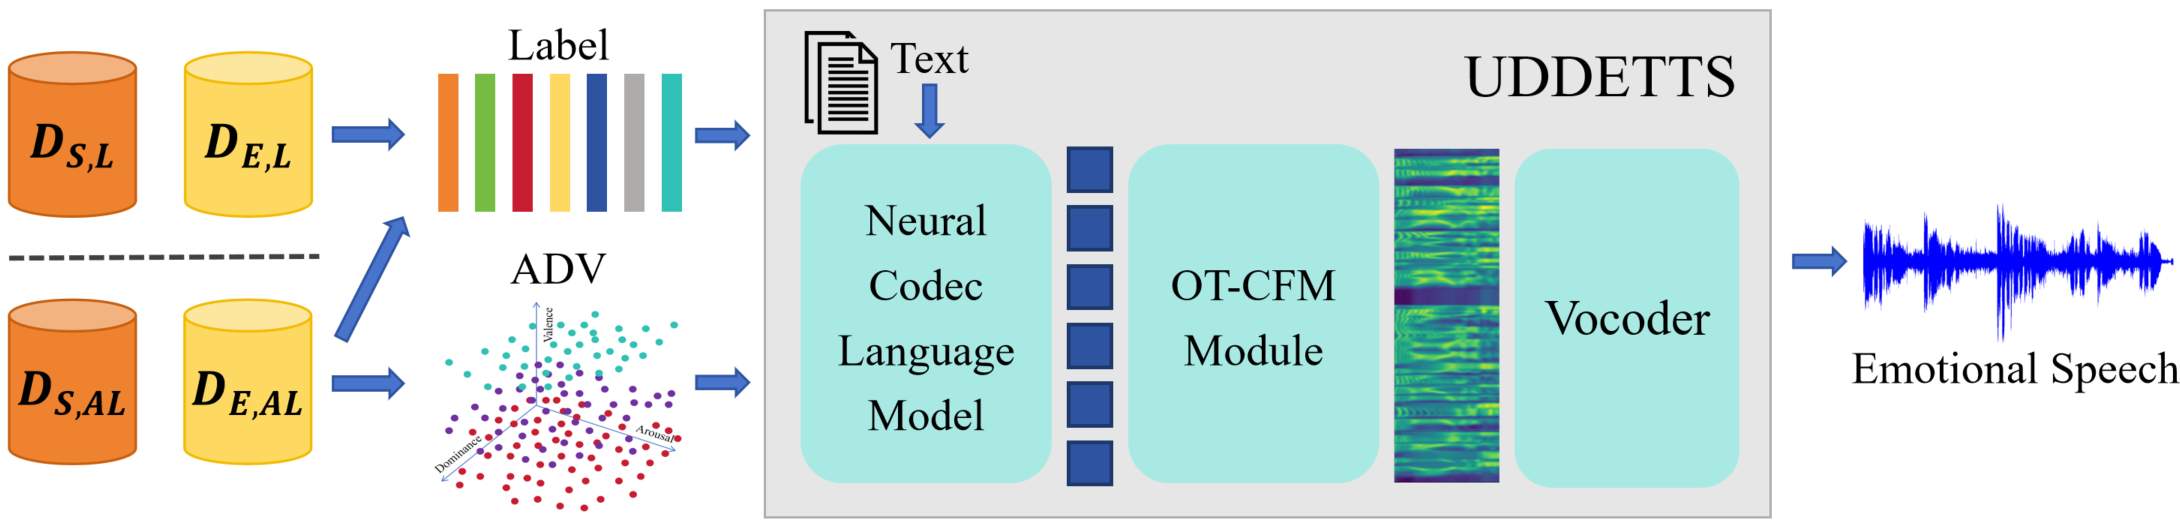 D_{S,L}
D_{E,L}
D_{S,AL}
D_{E,AL}
Label
ADV
Valence
Arousal
Dominance
Text
UDDETTS
Neural
Codec
Language
Model
OT-CFM
Module
Vocoder
Emotional Speech